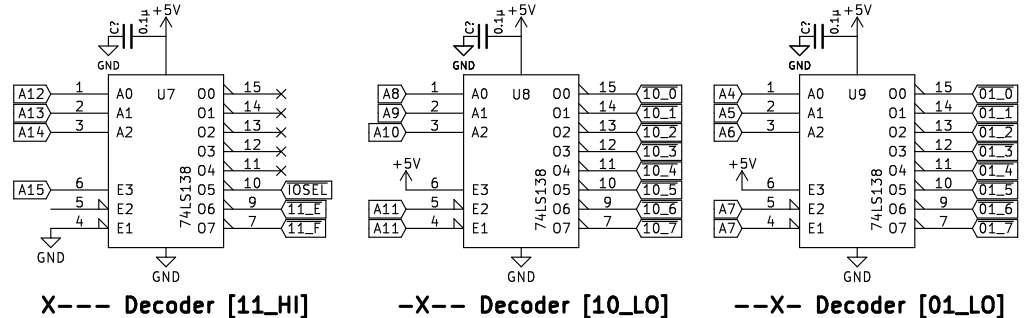 C? 0.1µ +5V
GND
A12 1 A0 U7 O0 15
A13 2 A1 O1 14
A14 3 A2 O2 13
O3 12
O4 11
A15 6 E3 O5 10 IOSEL
5 E2 O6 9 11_E
4 E1 O7 7 11_F
74LS138
GND
GND
X--- Decoder [11_HI]
C? 0.1µ +5V
GND
A8 1 A0 U8 O0 15 10_0
A9 2 A1 O1 14 10_1
A10 3 A2 O2 13 10_2
O3 12 10_3
+5V O4 11 10_4
6 E3 O5 10 10_5
A11 5 E2 O6 9 10_6
A11 4 E1 O7 7 10_7
74LS138
GND
-X-- Decoder [10_LO]
C? 0.1µ +5V
GND
A4 1 A0 U9 O0 15 01_0
A5 2 A1 O1 14 01_1
A6 3 A2 O2 13 01_2
O3 12 01_3
+5V O4 11 01_4
6 E3 O5 10 01_5
A7 5 E2 O6 9 01_6
A7 4 E1 O7 7 01_7
74LS138
GND
--X- Decoder [01_LO]